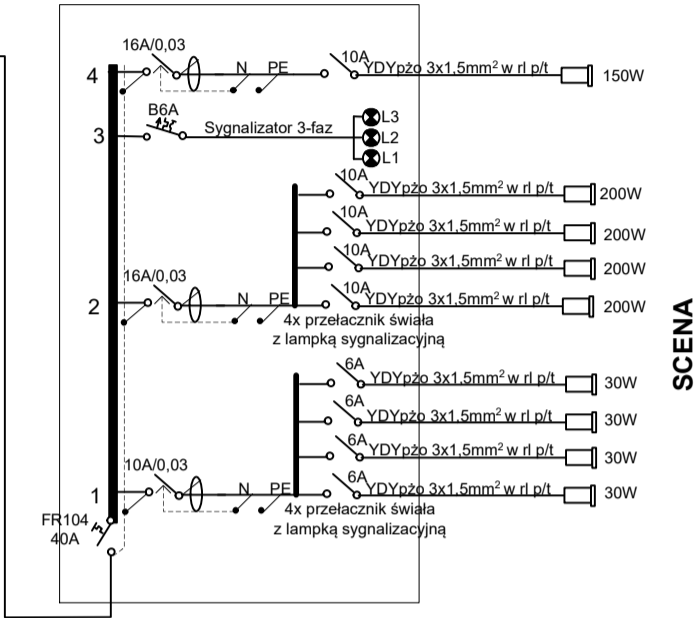 16A/0,03
4
N
PE
10A
YDYpżo 3x1,5mm² w rl p/t
150W
B6A
3
Sygnalizator 3-faz
L3
L2
L1
10A
YDYpżo 3x1,5mm² w rl p/t
200W
10A
YDYpżo 3x1,5mm² w rl p/t
200W
10A
YDYpżo 3x1,5mm² w rl p/t
200W
16A/0,03
2
N
PE
10A
YDYpżo 3x1,5mm² w rl p/t
200W
4x przełacznik świała
z lampką sygnalizacyjną
SCENA
6A
YDYpżo 3x1,5mm² w rl p/t
30W
6A
YDYpżo 3x1,5mm² w rl p/t
30W
6A
YDYpżo 3x1,5mm² w rl p/t
30W
10A/0,03
1
N
PE
6A
YDYpżo 3x1,5mm² w rl p/t
30W
4x przełacznik świała
z lampką sygnalizacyjną
FR104
40A